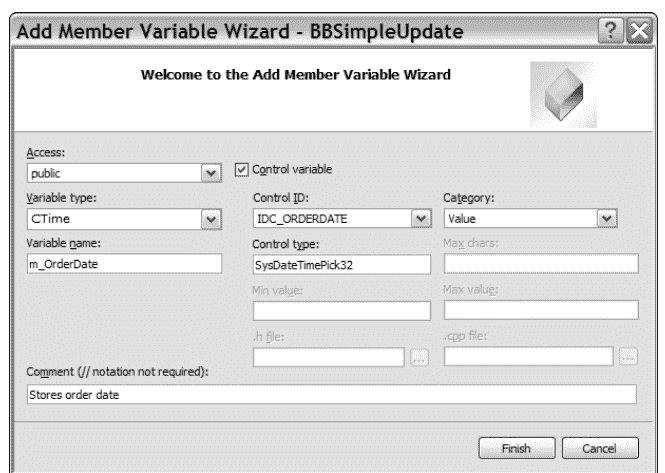 Add Member Variable Wizard - BBSimpleUpdate
Welcome to the Add Member Variable Wizard
Access:
public
Control variable
Variable type:
CTime
Control ID:
IDC_ORDERDATE
Category:
Value
Variable name:
m_OrderDate
Control type:
SysDateTimePick32
Max chars:
Min value:
Max value:
.h file:
...
.cpp file:
...
Comment (// notation not required):
Stores order date
Finish
Cancel